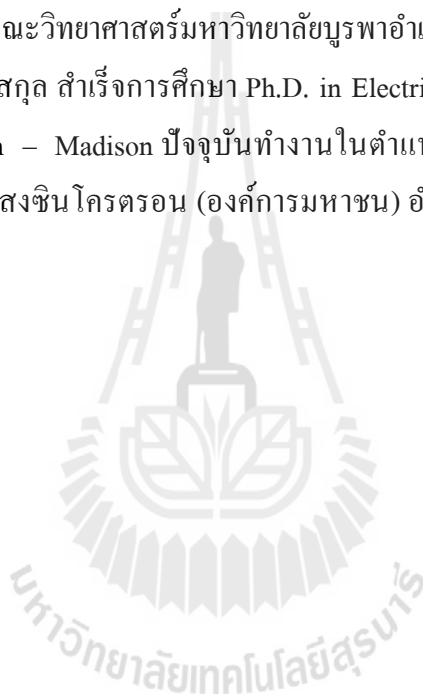 ณะวิทยาศาสตร์มหาวิทยาลัยบูรพาอำเ
สกุล สำเร็จการศึกษา Ph.D. in Electri
– Madison ปัจจุบันทำงานในตำแห
สงซินโครตรอน (องค์การมหาชน) อั
มหาวิทยาลัยเทคโนโลยีสุรนารี